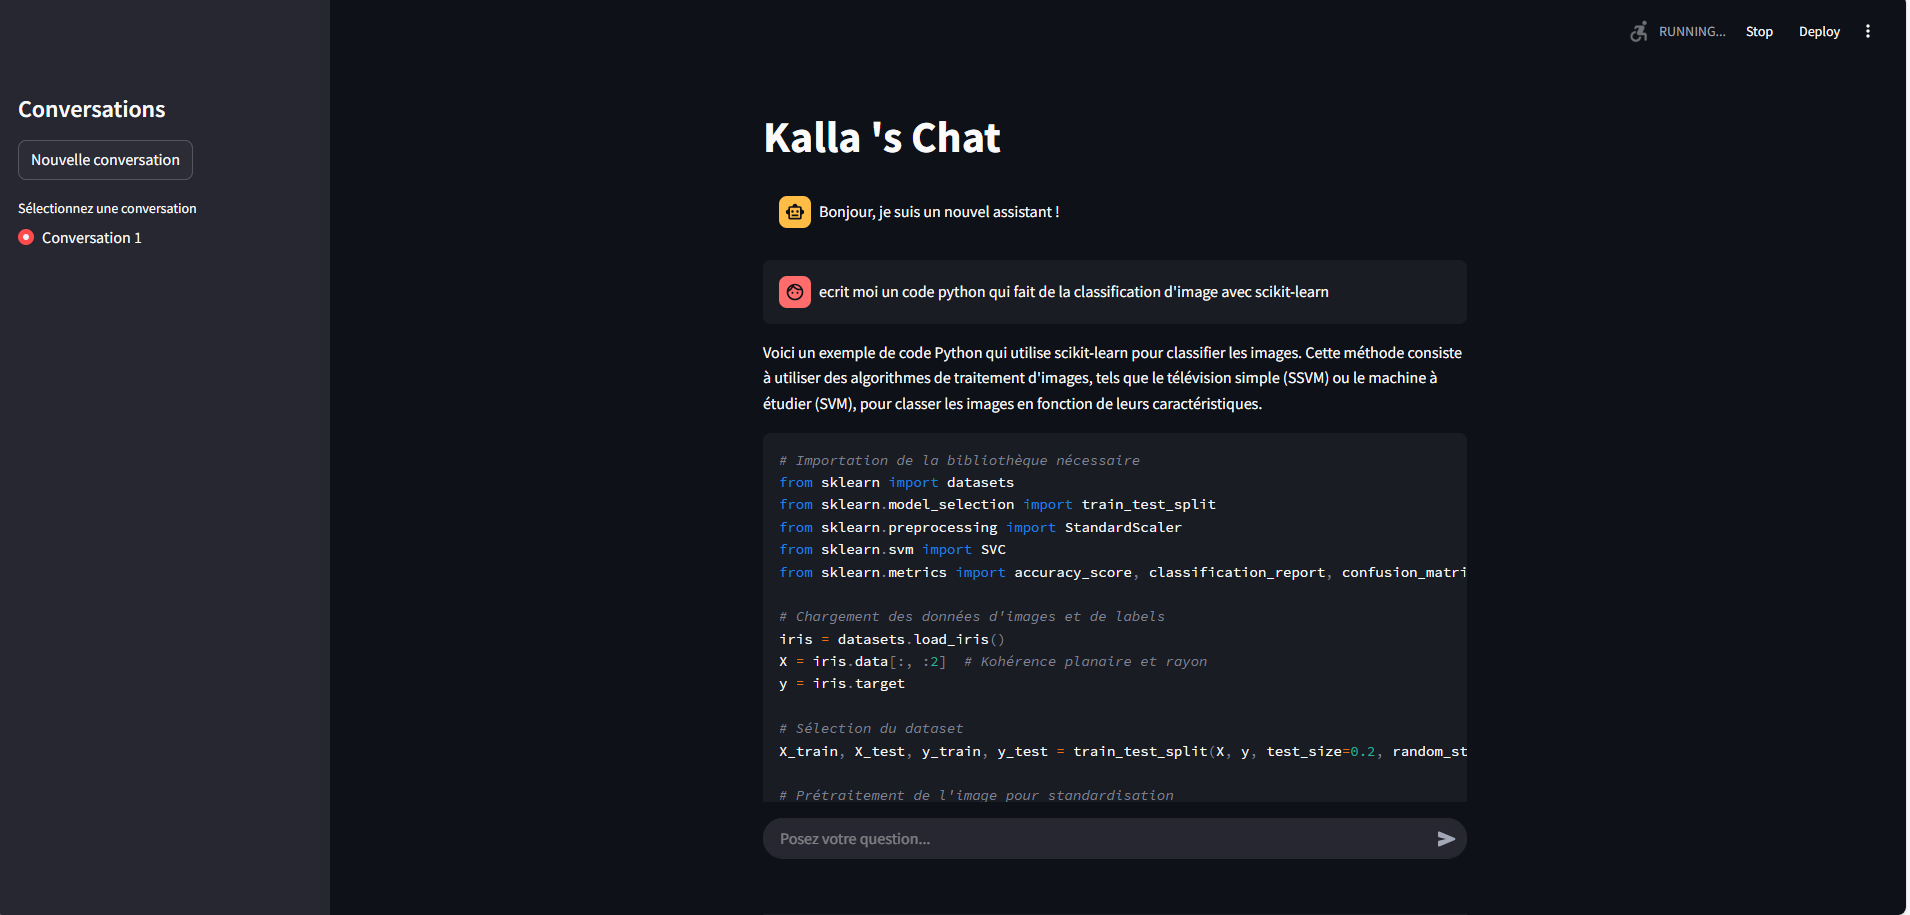 RUNNING...
Stop
Deploy
Conversations
Nouvelle conversation
Sélectionnez une conversation
Conversation 1
Kalla 's Chat
Bonjour, je suis un nouvel assistant !
ecrit moi un code python qui fait de la classification d'image avec scikit-learn
Voici un exemple de code Python qui utilise scikit-learn pour classifier les images. Cette méthode consiste
à utiliser des algorithmes de traitement d'images, tels que le télévision simple (SSVM) ou le machine à
étudier (SVM), pour classer les images en fonction de leurs caractéristiques.
# Importation de la bibliothèque nécessaire
from sklearn import datasets
from sklearn.model_selection import train_test_split
from sklearn.preprocessing import StandardScaler
from sklearn.svm import SVC
from sklearn.metrics import accuracy_score, classification_report, confusion_matri
# Chargement des données d'images et de labels
iris = datasets.load_iris()
X = iris.data[:, :2]  # Kohérence planaire et rayon
y = iris.target
# Sélection du dataset
X_train, X_test, y_train, y_test = train_test_split(X, y, test_size=0.2, random_st
# Prétraitement de l'image pour standardisation
Posez votre question...